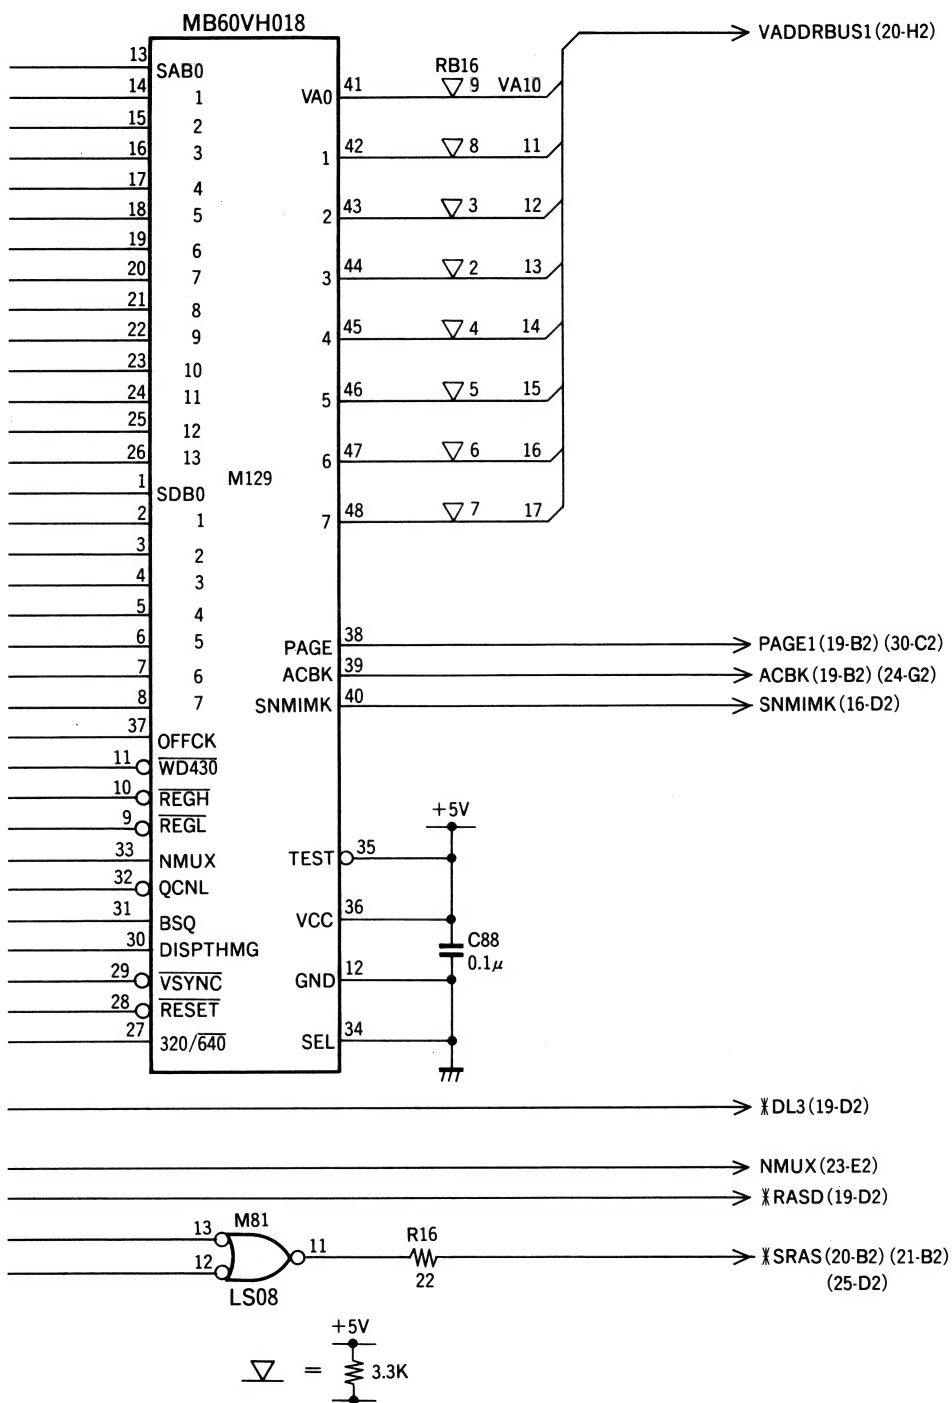 MB60VH018
VADDRBUS1 (20-H2)
13 SAB0
14 1
15 2
16 3
17 4
18 5
19 6
20 7
21 8
22 9
23 10
24 11
25 12
26 13
1 SDB0
2 1
3 2
4 3
5 4
6 5
7 6
8 7
37 OFFCK
11 WD430
10 REGH
9 REGL
33 NMUX
32 QCNL
31 BSQ
30 DISPTHMG
29 VSYNC
28 RESET
27 320/640
M129
RB16
VA0 41 9 VA10
1 42 8 11
2 43 3 12
3 44 2 13
4 45 4 14
5 46 5 15
6 47 6 16
7 48 7 17
PAGE 38 PAGE1 (19-B2) (30-C2)
ACBK 39 ACBK (19-B2) (24-G2)
SNMIMK 40 SNMIMK (16-D2)
+5V
TEST 35
VCC 36
C88
0.1μ
GND 12
SEL 34
*DL3 (19-D2)
NMUX (23-E2)
*RASD (19-D2)
13 M81
12 11
LS08
R16
22
*SRAS (20-B2) (21-B2)
(25-D2)
+5V
= 3.3K